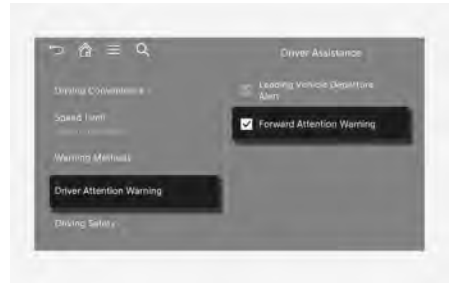 Driver Assistance
Driving Convenience
Speed Limit
Warning Methods
Driver Attention Warning
Driving Safety
Leading Vehicle Departure
Alert
Forward Attention Warning